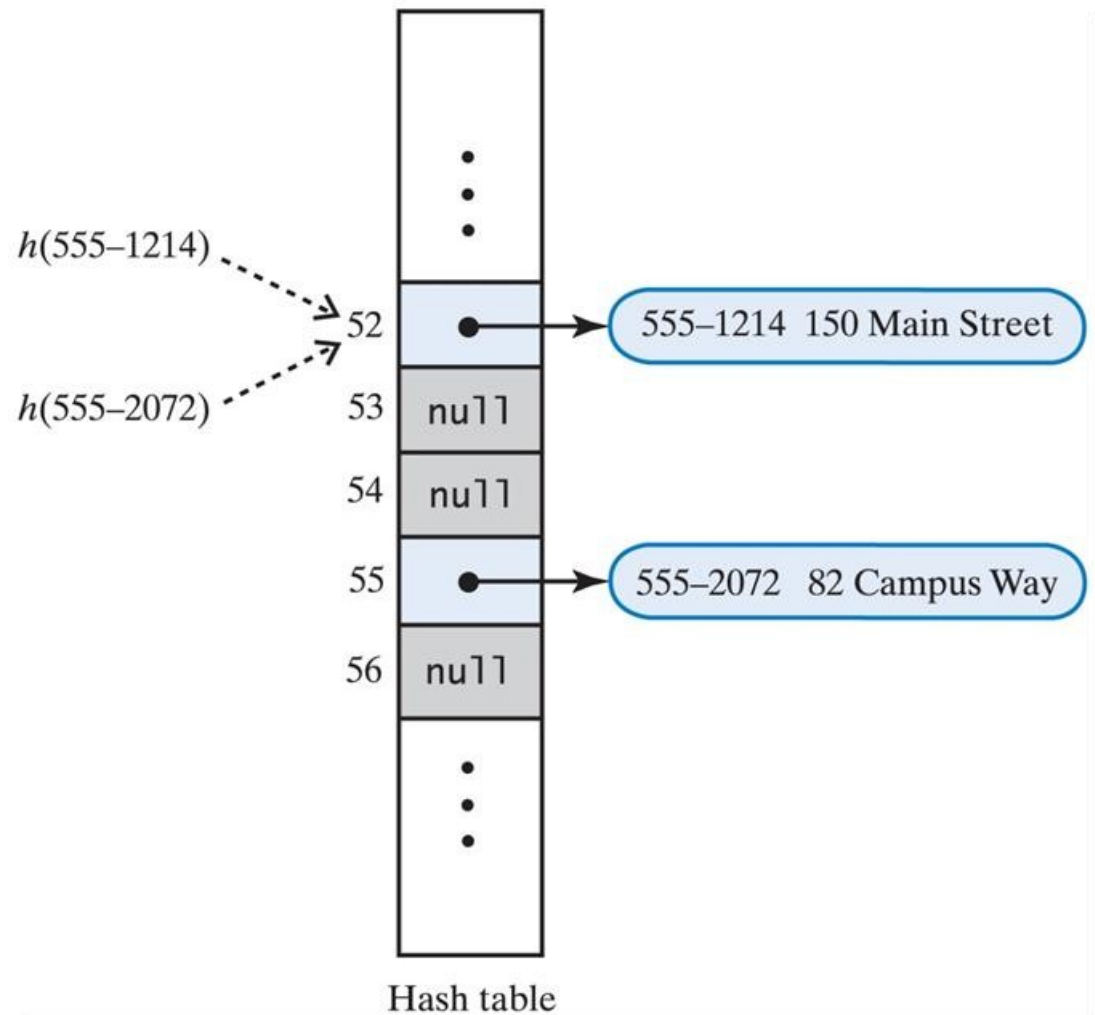 h(555–1214)
52
555–1214 150 Main Street
h(555–2072)
53
null
54
null
55
555–2072 82 Campus Way
56
null
Hash table